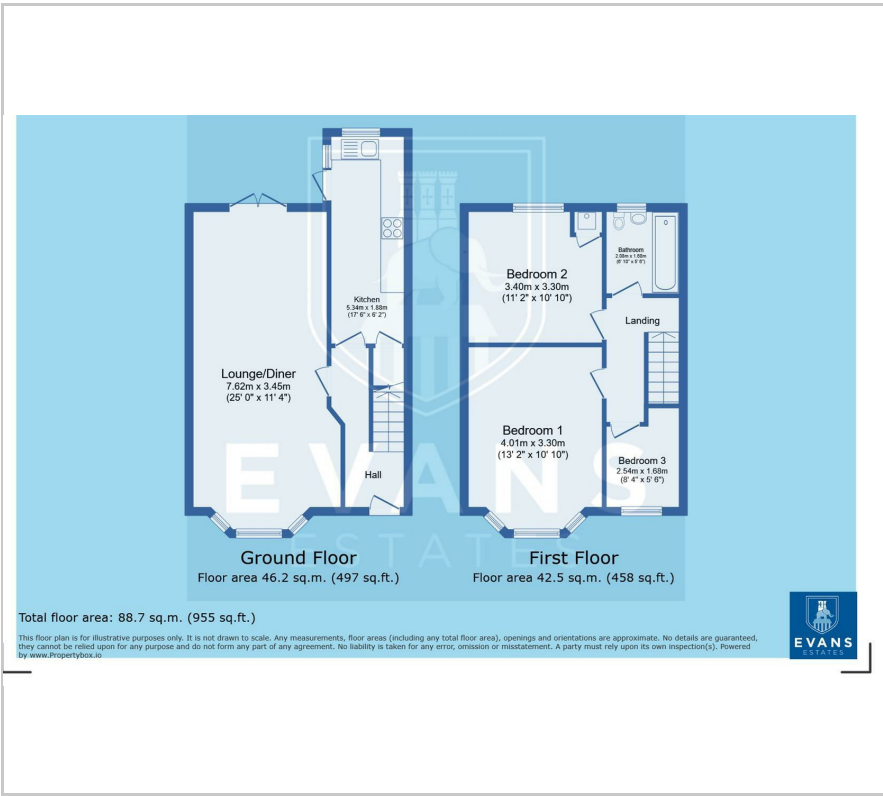 Kitchen
5.34m x 1.88m
(17' 6" x 6' 2")
Lounge/Diner
7.62m x 3.45m
(25' 0" x 11' 4")
Hall
Ground Floor
Floor area 46.2 sq.m. (497 sq.ft.)
Bedroom 2
3.40m x 3.30m
(11' 2" x 10' 10")
Bathroom
2.08m x 1.68m
(6' 10" x 5' 6")
Landing
Bedroom 1
4.01m x 3.30m
(13' 2" x 10' 10")
Bedroom 3
2.54m x 1.68m
(8' 4" x 5' 6")
First Floor
Floor area 42.5 sq.m. (458 sq.ft.)
EVANS
ESTATES
Total floor area: 88.7 sq.m. (955 sq.ft.)
This floor plan is for illustrative purposes only. It is not drawn to scale. Any measurements, floor areas (including any total floor area), openings and orientations are approximate. No details are guaranteed,
they cannot be relied upon for any purpose and do not form any part of any agreement. No liability is taken for any error, omission or misstatement. A party must rely upon its own inspection(s). Powered
by www.Propertybox.io
EVANS
ESTATES